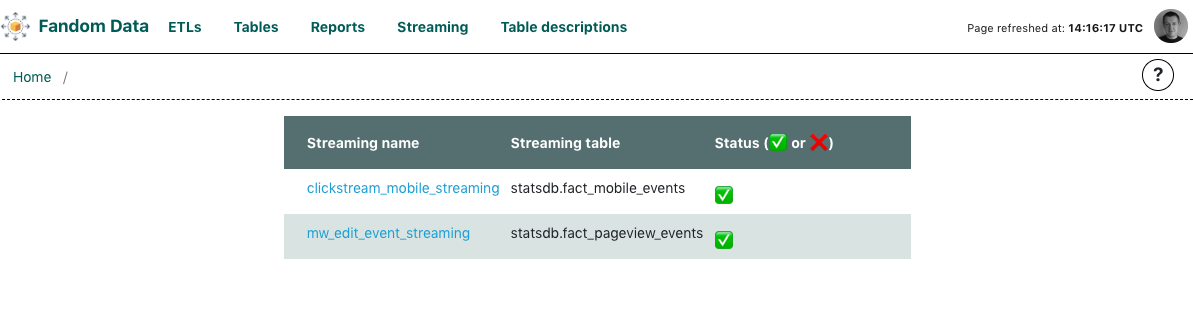 Fandom Data ETLs Tables Reports Streaming Table descriptions Page refreshed at: 14:16:17 UTC
Home / ?
Streaming name Streaming table Status (✅ or ❌)
clickstream_mobile_streaming statsdb.fact_mobile_events ✅
mw_edit_event_streaming statsdb.fact_pageview_events ✅